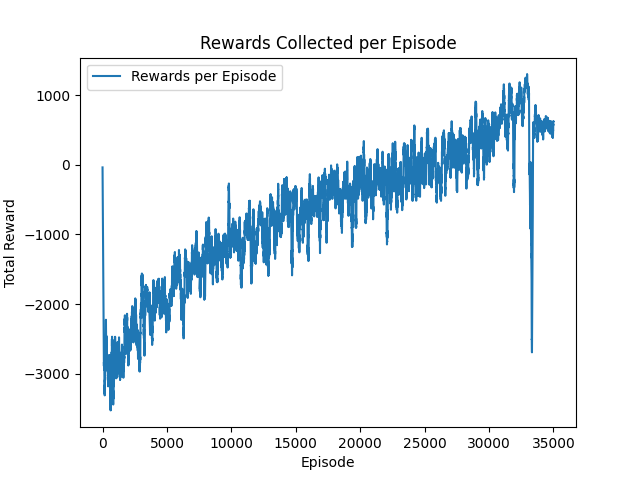 Rewards Collected per Episode
Rewards per Episode
1000
0
−1000
−2000
−3000
Total Reward
0 5000 10000 15000 20000 25000 30000 35000
Episode